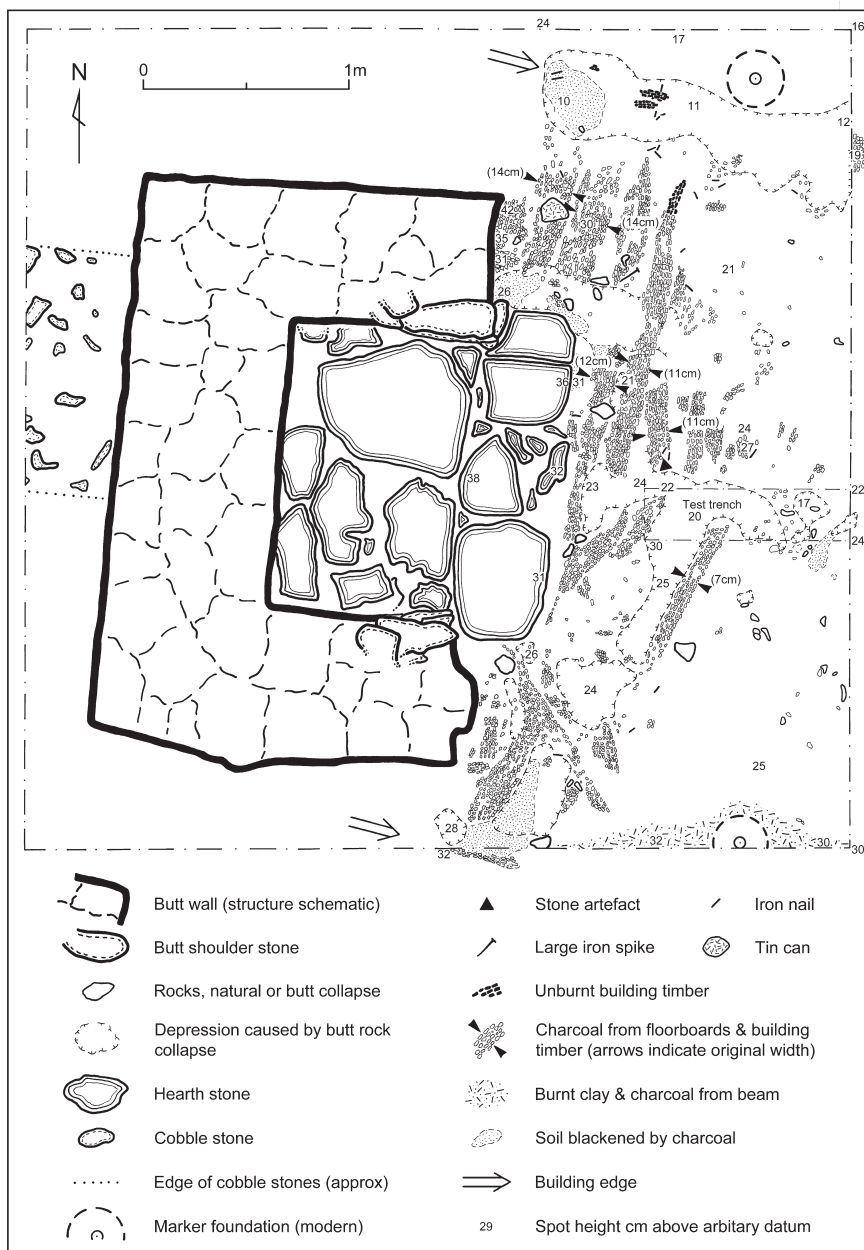 24
16
17
N
0
1m
10
11
12
19
(14cm)
42
30
(14cm)
35
31
21
26
(12cm)
36
31
21
(11cm)
(11cm)
24
27
38
32
23
24
22
22
Test trench
17
20
30
24
25
(7cm)
31
26
24
25
28
32
32
30
30
Butt wall (structure schematic)
Stone artefact
Iron nail
Butt shoulder stone
Large iron spike
Tin can
Rocks, natural or butt collapse
Unburnt building timber
Depression caused by butt rock
collapse
Charcoal from floorboards & building
timber (arrows indicate original width)
Hearth stone
Burnt clay & charcoal from beam
Cobble stone
Soil blackened by charcoal
Edge of cobble stones (approx)
Building edge
Marker foundation (modern)
29
Spot height cm above arbitary datum